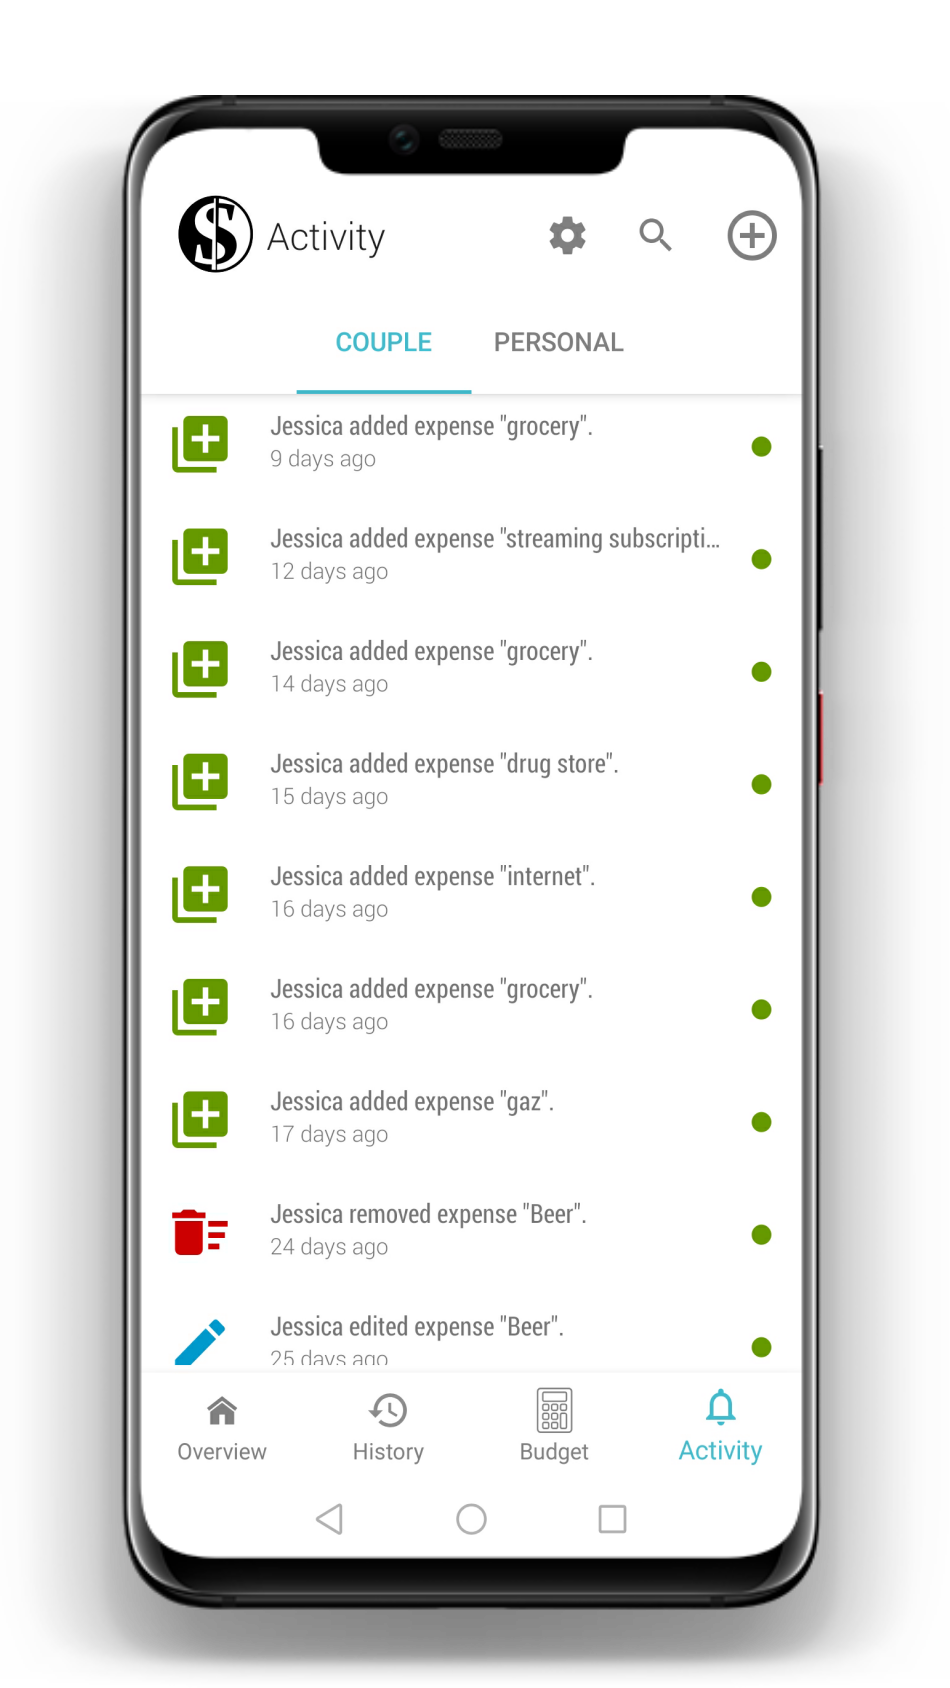 Activity
COUPLE PERSONAL
Jessica added expense "grocery".
9 days ago
Jessica added expense "streaming subscripti...
12 days ago
Jessica added expense "grocery".
14 days ago
Jessica added expense "drug store".
15 days ago
Jessica added expense "internet".
16 days ago
Jessica added expense "grocery".
16 days ago
Jessica added expense "gaz".
17 days ago
Jessica removed expense "Beer".
24 days ago
Jessica edited expense "Beer".
25 days ago
Overview History Budget Activity